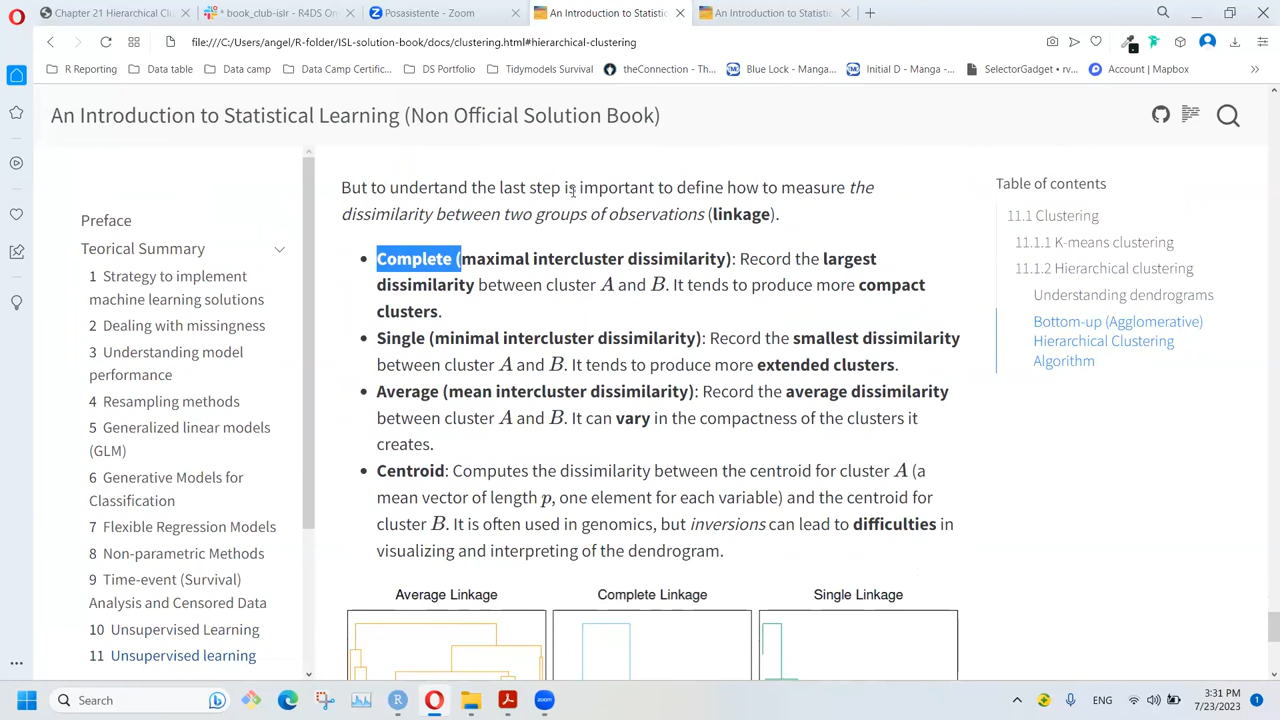 Chapter 21 Hierarchical Cl
* book_club-islr - R4DS On
Posasistente - Zoom
An Introduction to Statistic
An Introduction to Statistic
file:///C:/Users/angel/R-folder/ISL-solution-book/docs/clustering.html#hierarchical-clustering
R Reporting
Data table
Data camp
Data Camp Certific...
DS Portfolio
Tidymodels Survival
theConnection - Th...
Blue Lock - Manga...
Initial D - Manga -...
SelectorGadget • rv...
Account | Mapbox
An Introduction to Statistical Learning (Non Official Solution Book)
Preface
Teorical Summary
1 Strategy to implement
machine learning solutions
2 Dealing with missingness
3 Understanding model
performance
4 Resampling methods
5 Generalized linear models
(GLM)
6 Generative Models for
Classification
7 Flexible Regression Models
8 Non-parametric Methods
9 Time-event (Survival)
Analysis and Censored Data
10 Unsupervised Learning
11 Unsupervised learning
But to undertand the last step is important to define how to measure the
dissimilarity between two groups of observations (linkage).
• Complete (maximal intercluster dissimilarity): Record the largest
dissimilarity between cluster A and B. It tends to produce more compact
clusters.
• Single (minimal intercluster dissimilarity): Record the smallest dissimilarity
between cluster A and B. It tends to produce more extended clusters.
• Average (mean intercluster dissimilarity): Record the average dissimilarity
between cluster A and B. It can vary in the compactness of the clusters it
creates.
• Centroid: Computes the dissimilarity between the centroid for cluster A (a
mean vector of length p, one element for each variable) and the centroid for
cluster B. It is often used in genomics, but inversions can lead to difficulties in
visualizing and interpreting of the dendrogram.
Average Linkage
Complete Linkage
Single Linkage
Table of contents
11.1 Clustering
11.1.1 K-means clustering
11.1.2 Hierarchical clustering
Understanding dendrograms
Bottom-up (Agglomerative)
Hierarchical Clustering
Algorithm
Search
zoom
ENG
3:31 PM
7/23/2023
1